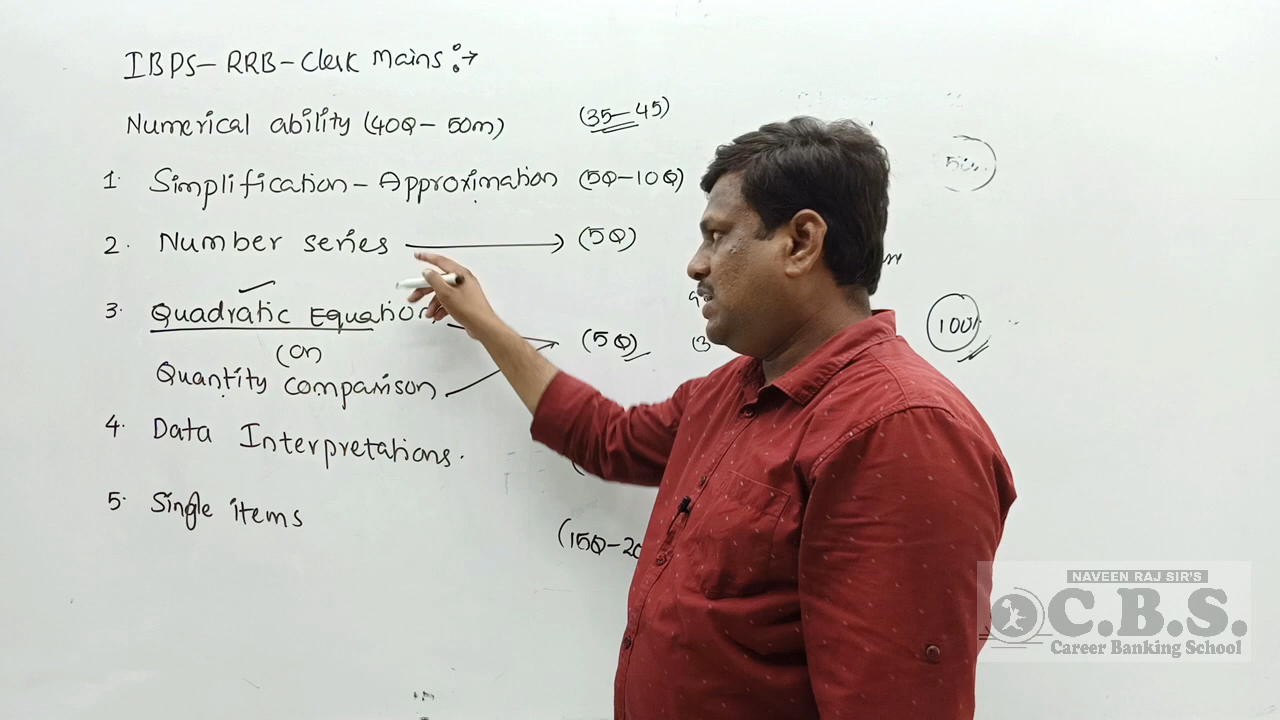 IBPS-RRB-Clerk Mains:→
Numerical ability (40Q-50m) (35-45)
1. Simplification-Approximation (5Q-10Q)
2. Number series → (5Q)
3. Quadratic Equation
(or)
(5Q)
Quantity comparison
4. Data Interpretations.
5. Single items
(15Q-20
100%
NAVEEN RAJ SIR'S
C.B.S.
Career Banking School